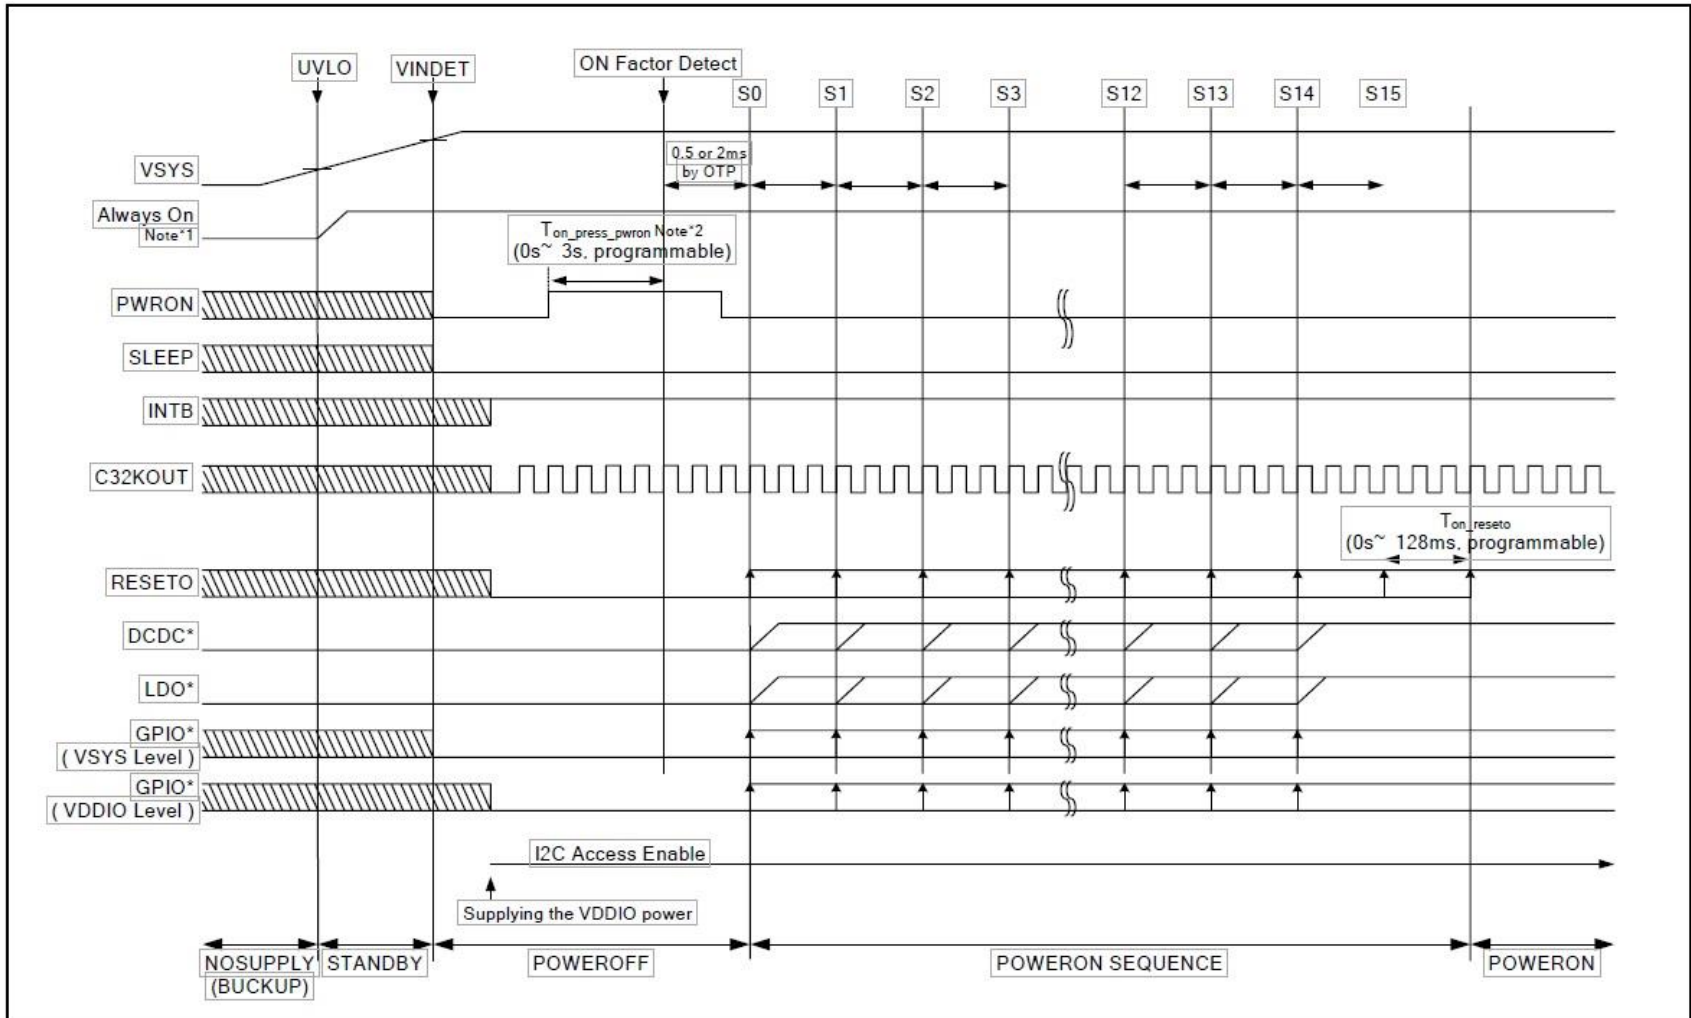 UVLO
VINDET
ON Factor Detect
S0
S1
S2
S3
S12
S13
S14
S15
VSYS
0.5 or 2ms
by OTP
Always On
Note*1
Ton_press_pwron Note*2
(0s~ 3s, programmable)
PWRON
SLEEP
INTB
C32KOUT
Ton_reseto
(0s~ 128ms, programmable)
RESETO
DCDC*
LDO*
GPIO*
( VSYS Level )
GPIO*
( VDDIO Level )
I2C Access Enable
Supplying the VDDIO power
NOSUPPLY
(BUCKUP)
STANDBY
POWEROFF
POWERON SEQUENCE
POWERON